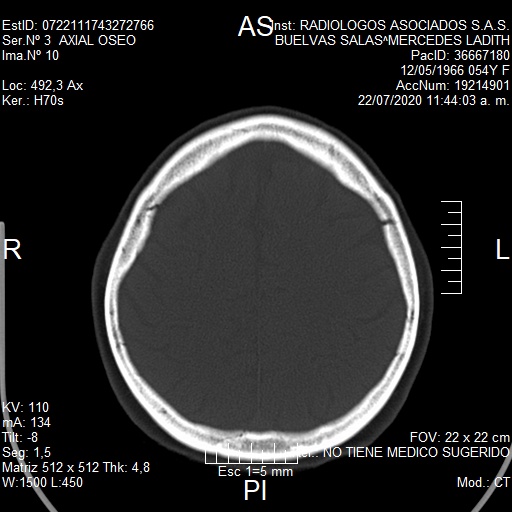 EstID: 0722111743272766
Ser.Nº 3 AXIAL OSEO
Ima.Nº 10
Loc: 492,3 Ax
Ker.: H70s
AS
Inst: RADIOLOGOS ASOCIADOS S.A.S.
BUELVAS SALAS^MERCEDES LADITH
PacID: 36667180
12/05/1966 054Y F
AccNum: 19214901
22/07/2020 11:44:03 a. m.
R
L
KV: 110
mA: 134
Tilt: -8
Seg: 1,5
Matriz 512 x 512 Thk: 4,8
W:1500 L:450
Esc 1=5 mm
PI
FOV: 22 x 22 cm
NO TIENE MEDICO SUGERIDO
Mod.: CT